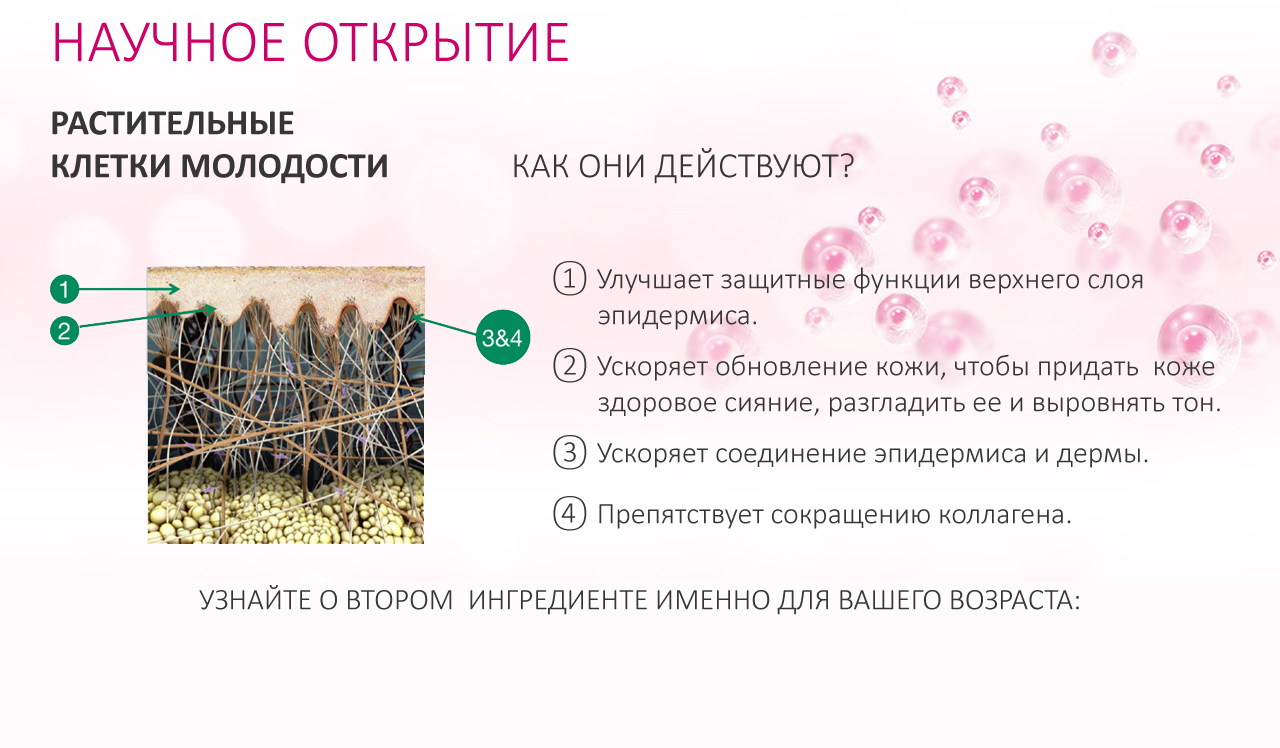 НАУЧНОЕ ОТКРЫТИЕ
РАСТИТЕЛЬНЫЕ
КЛЕТКИ МОЛОДОСТИ
КАК ОНИ ДЕЙСТВУЮТ?
1
2
3&4
1 Улучшает защитные функции верхнего слоя
эпидермиса.
2 Ускоряет обновление кожи, чтобы придать коже
здоровое сияние, разгладить ее и выровнять тон.
3 Ускоряет соединение эпидермиса и дермы.
4 Препятствует сокращению коллагена.
УЗНАЙТЕ О ВТОРОМ ИНГРЕДИЕНТЕ ИМЕННО ДЛЯ ВАШЕГО ВОЗРАСТА: